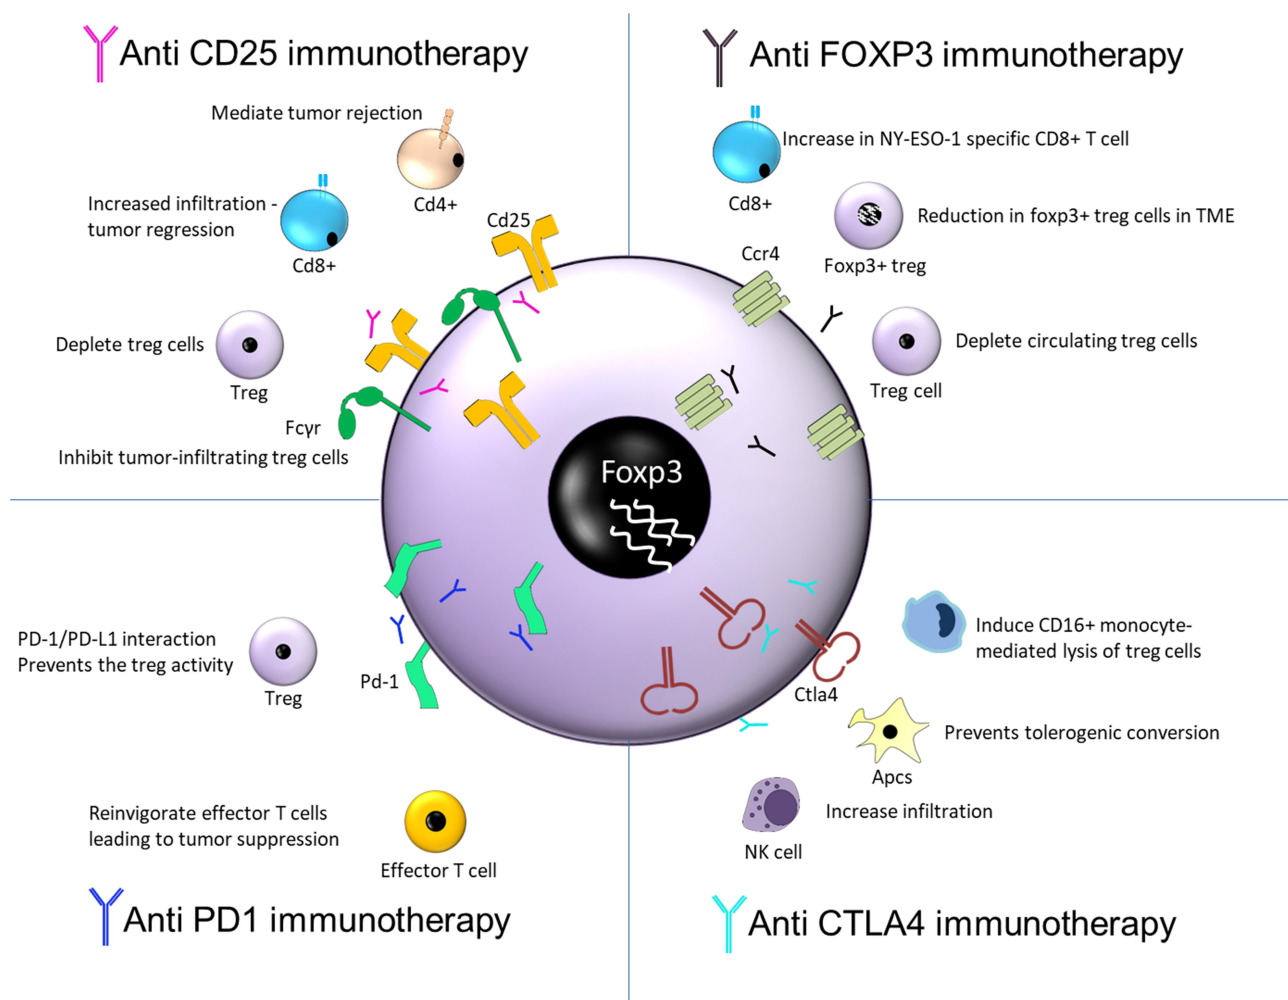 Anti CD25 immunotherapy
Mediate tumor rejection
Cd4+
Increased infiltration -
tumor regression
Cd8+
Cd25
Deplete treg cells
Treg
Fcγr
Inhibit tumor-infiltrating treg cells
Anti FOXP3 immunotherapy
Increase in NY-ESO-1 specific CD8+ T cell
Cd8+
Reduction in foxp3+ treg cells in TME
Foxp3+ treg
Ccr4
Deplete circulating treg cells
Treg cell
Foxp3
PD-1/PD-L1 interaction
Prevents the treg activity
Treg
Pd-1
Reinvigorate effector T cells
leading to tumor suppression
Effector T cell
Anti PD1 immunotherapy
Induce CD16+ monocyte-
mediated lysis of treg cells
Ctla4
Prevents tolerogenic conversion
Apcs
Increase infiltration
NK cell
Anti CTLA4 immunotherapy